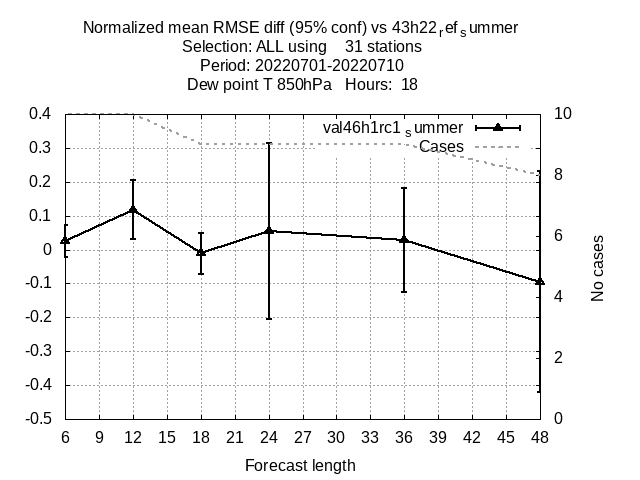 Normalized mean RMSE diff (95% conf) vs 43h22refsummer
Selection: ALL using 31 stations
Period: 20220701-20220710
Dew point T 850hPa Hours: 18
val46h1rc1summer
Cases
0.4
0.3
0.2
0.1
0
-0.1
-0.2
-0.3
-0.4
-0.5
10
8
6
4
2
0
No cases
6 9 12 15 18 21 24 27 30 33 36 39 42 45 48
Forecast length